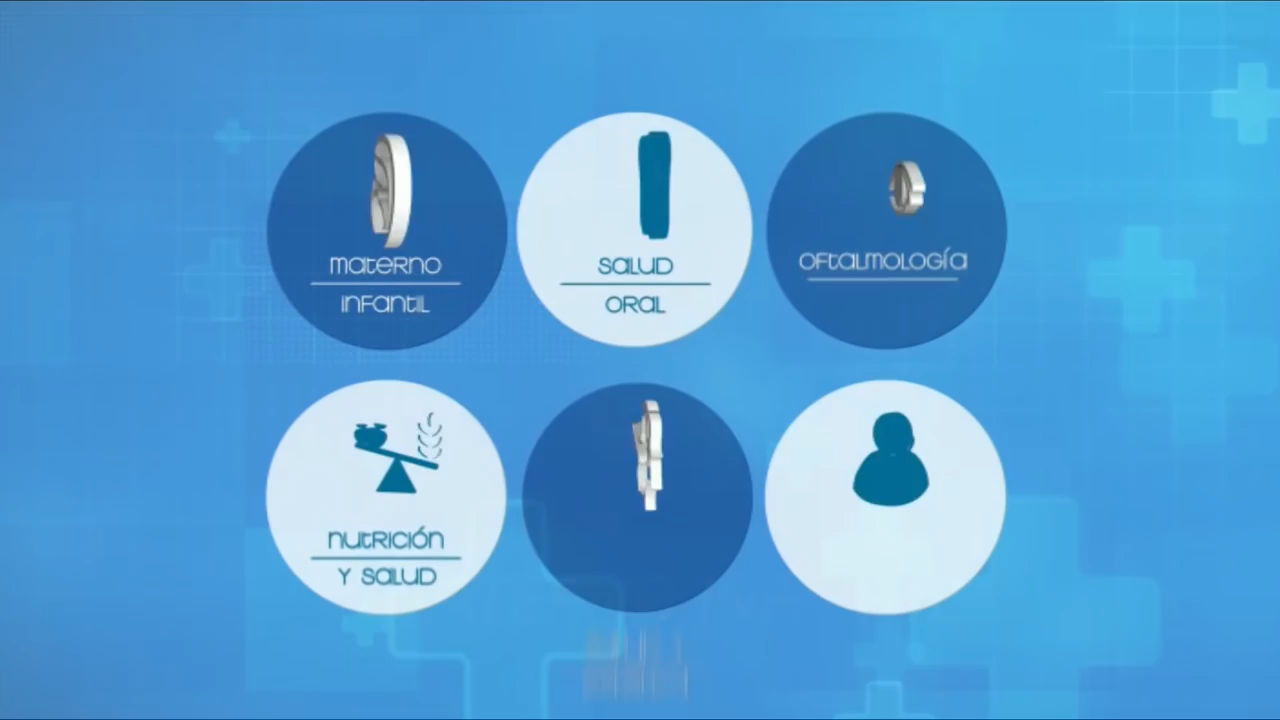 materno
infantil
salud
oral
oftalmología
nutrición
y salud